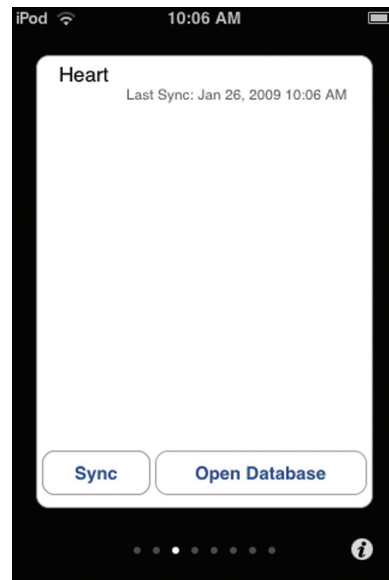 iPod 10:06 AM
Heart
Last Sync: Jan 26, 2009 10:06 AM
Sync Open Database
i